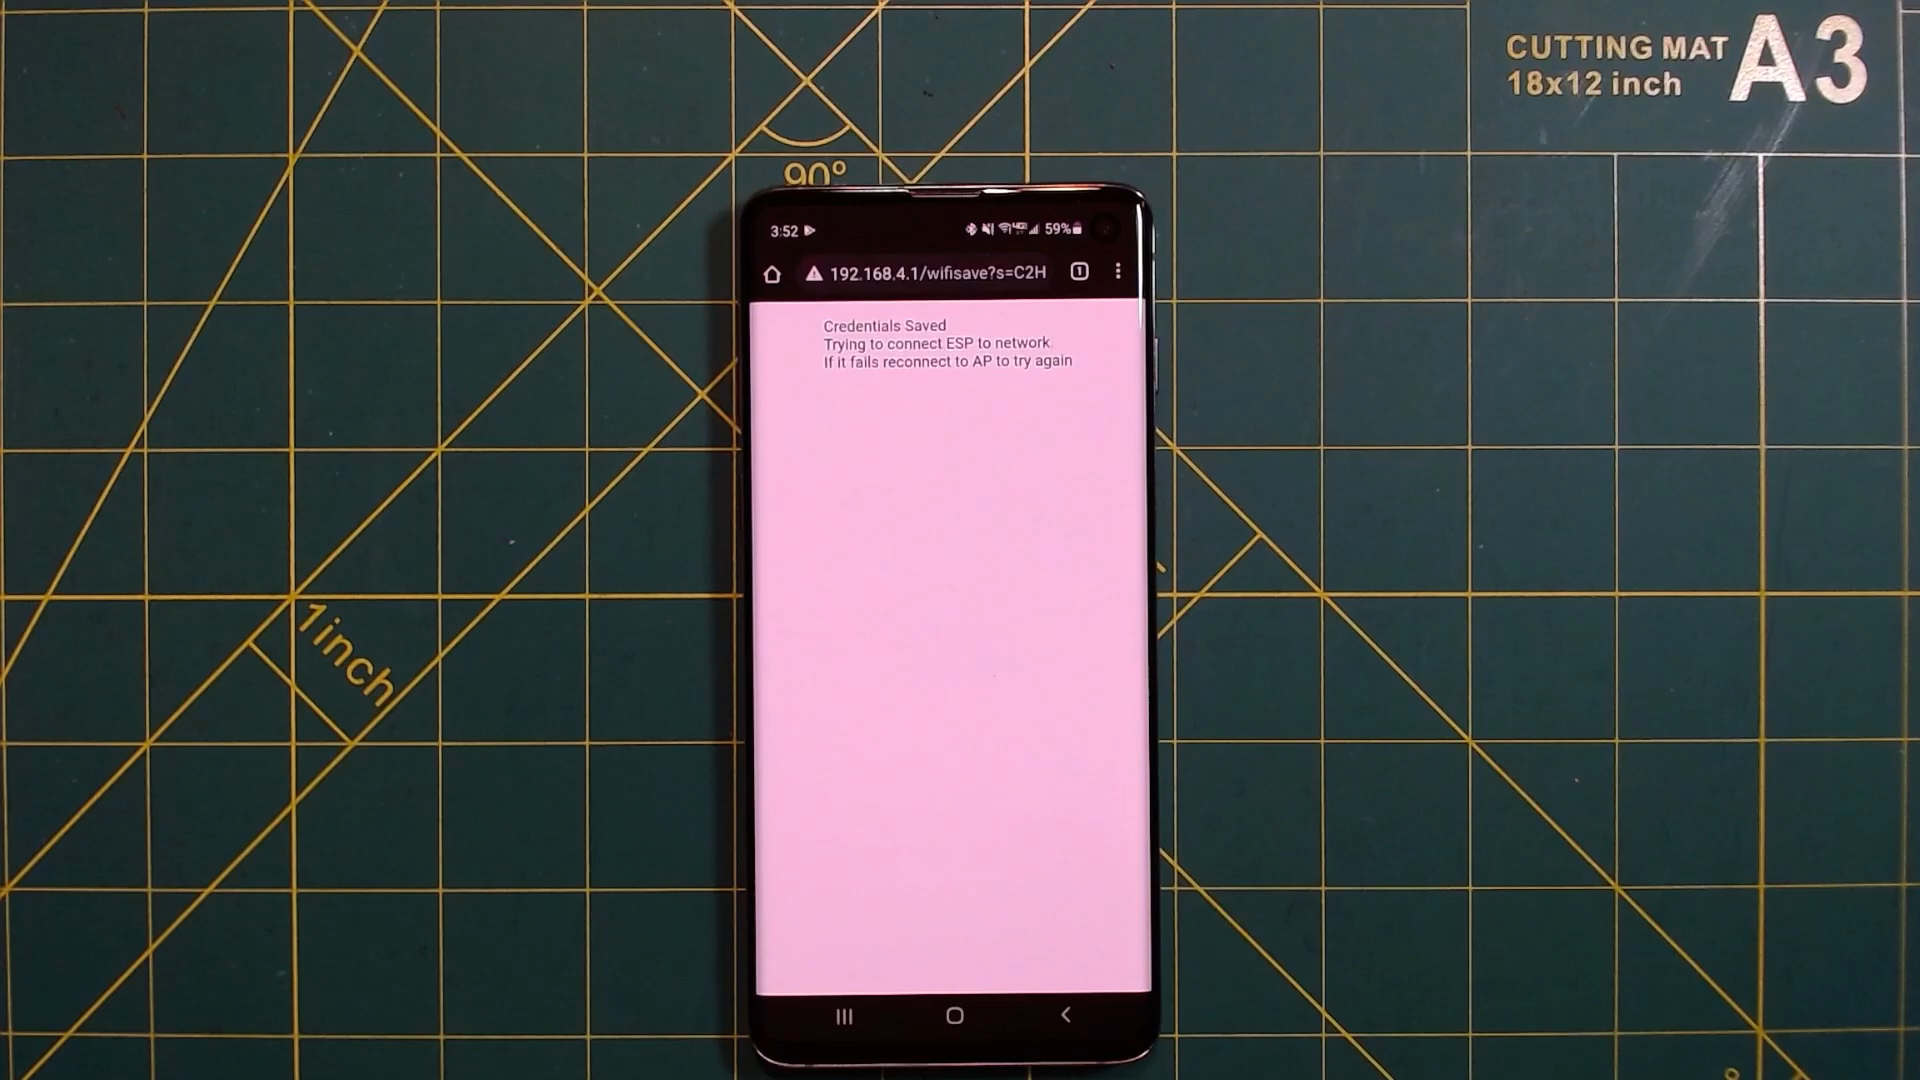 CUTTING MAT
18x12 inch
A3
90°
3:52
59%
192.168.4.1/wifisave?s=C2H
1
Credentials Saved
Trying to connect ESP to network.
If it fails reconnect to AP to try again
1inch